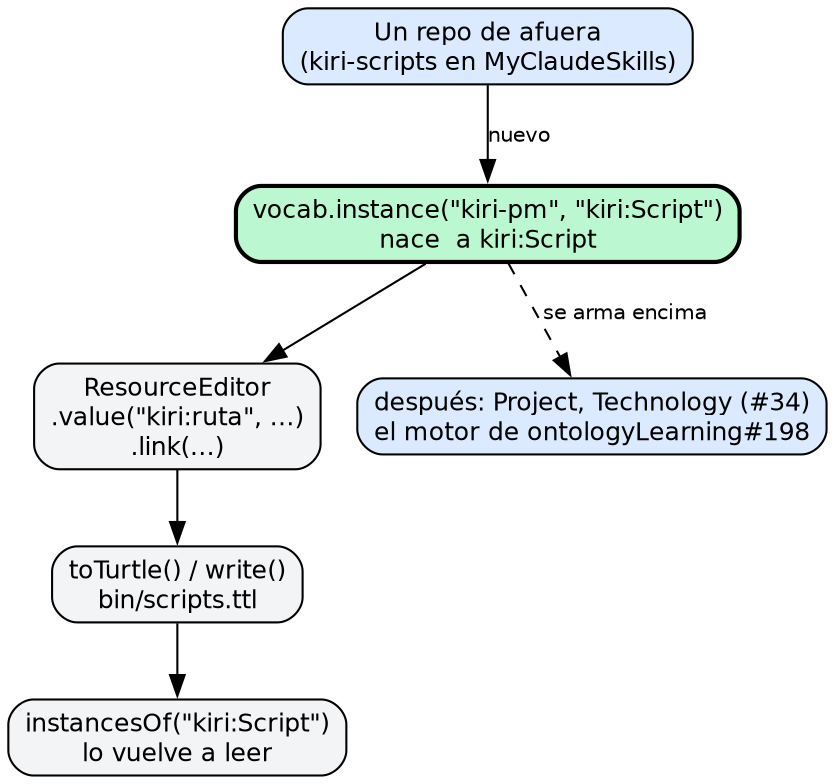 Un repo de afuera
(kiri-scripts en MyClaudeSkills)
nuevo
vocab.instance("kiri-pm", "kiri:Script")
nace  a kiri:Script
se arma encima
ResourceEditor
.value("kiri:ruta", …)
.link(…)
después: Project, Technology (#34)
el motor de ontologyLearning#198
toTurtle() / write()
bin/scripts.ttl
instancesOf("kiri:Script")
lo vuelve a leer